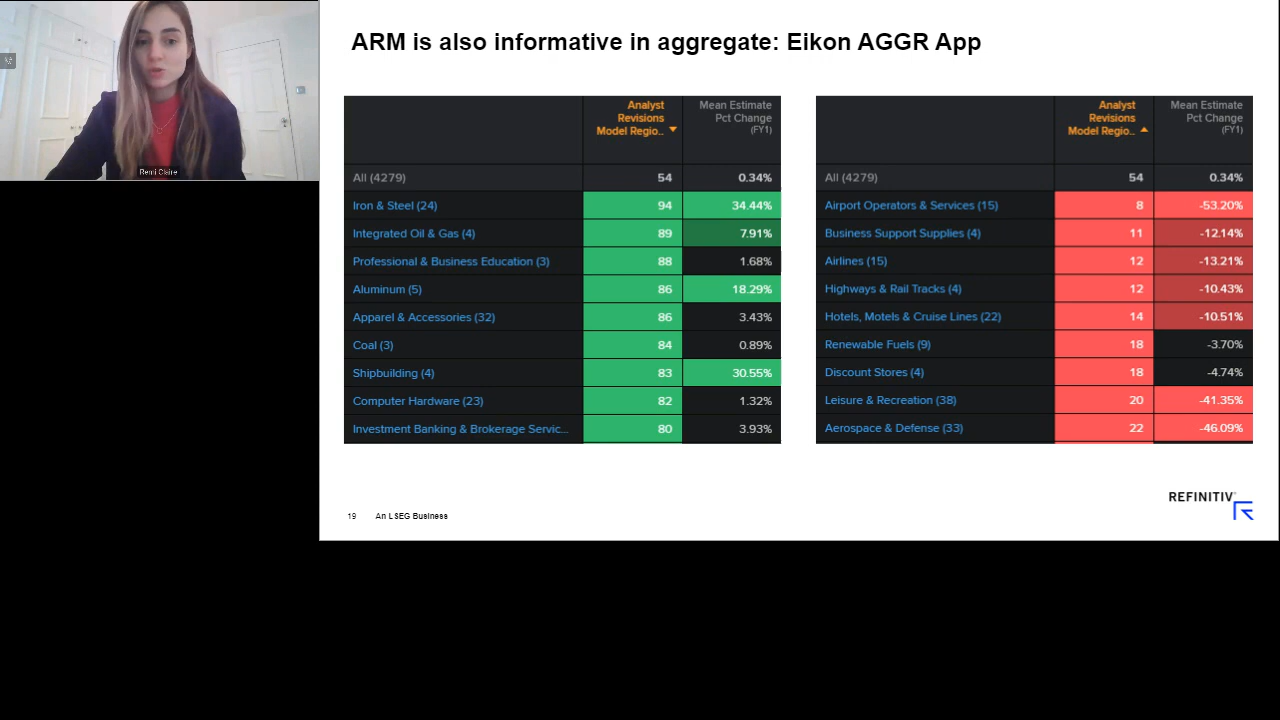 Remi Claire
ARM is also informative in aggregate: Eikon AGGR App
Analyst Revisions Model Regio.. Mean Estimate Pct Change (FY1)
All (4279) 54 0.34%
Iron & Steel (24) 94 34.44%
Integrated Oil & Gas (4) 89 7.91%
Professional & Business Education (3) 88 1.68%
Aluminum (5) 86 18.29%
Apparel & Accessories (32) 86 3.43%
Coal (3) 84 0.89%
Shipbuilding (4) 83 30.55%
Computer Hardware (23) 82 1.32%
Investment Banking & Brokerage Servic... 80 3.93%
Analyst Revisions Model Regio.. Mean Estimate Pct Change (FY1)
All (4279) 54 0.34%
Airport Operators & Services (15) 8 -53.20%
Business Support Supplies (4) 11 -12.14%
Airlines (15) 12 -13.21%
Highways & Rail Tracks (4) 12 -10.43%
Hotels, Motels & Cruise Lines (22) 14 -10.51%
Renewable Fuels (9) 18 -3.70%
Discount Stores (4) 18 -4.74%
Leisure & Recreation (38) 20 -41.35%
Aerospace & Defense (33) 22 -46.09%
REFINITIV
19 An LSEG Business